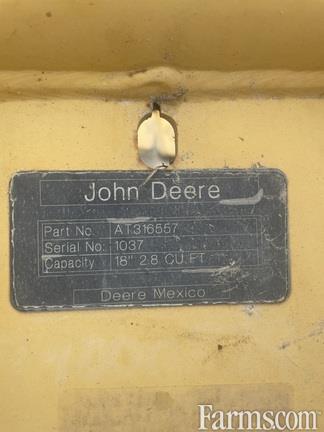 John Deere
Part No. AT316557
Serial No: 1037
Capacity 18" 2.8 CU.FT.
Deere Mexico
Farms.com